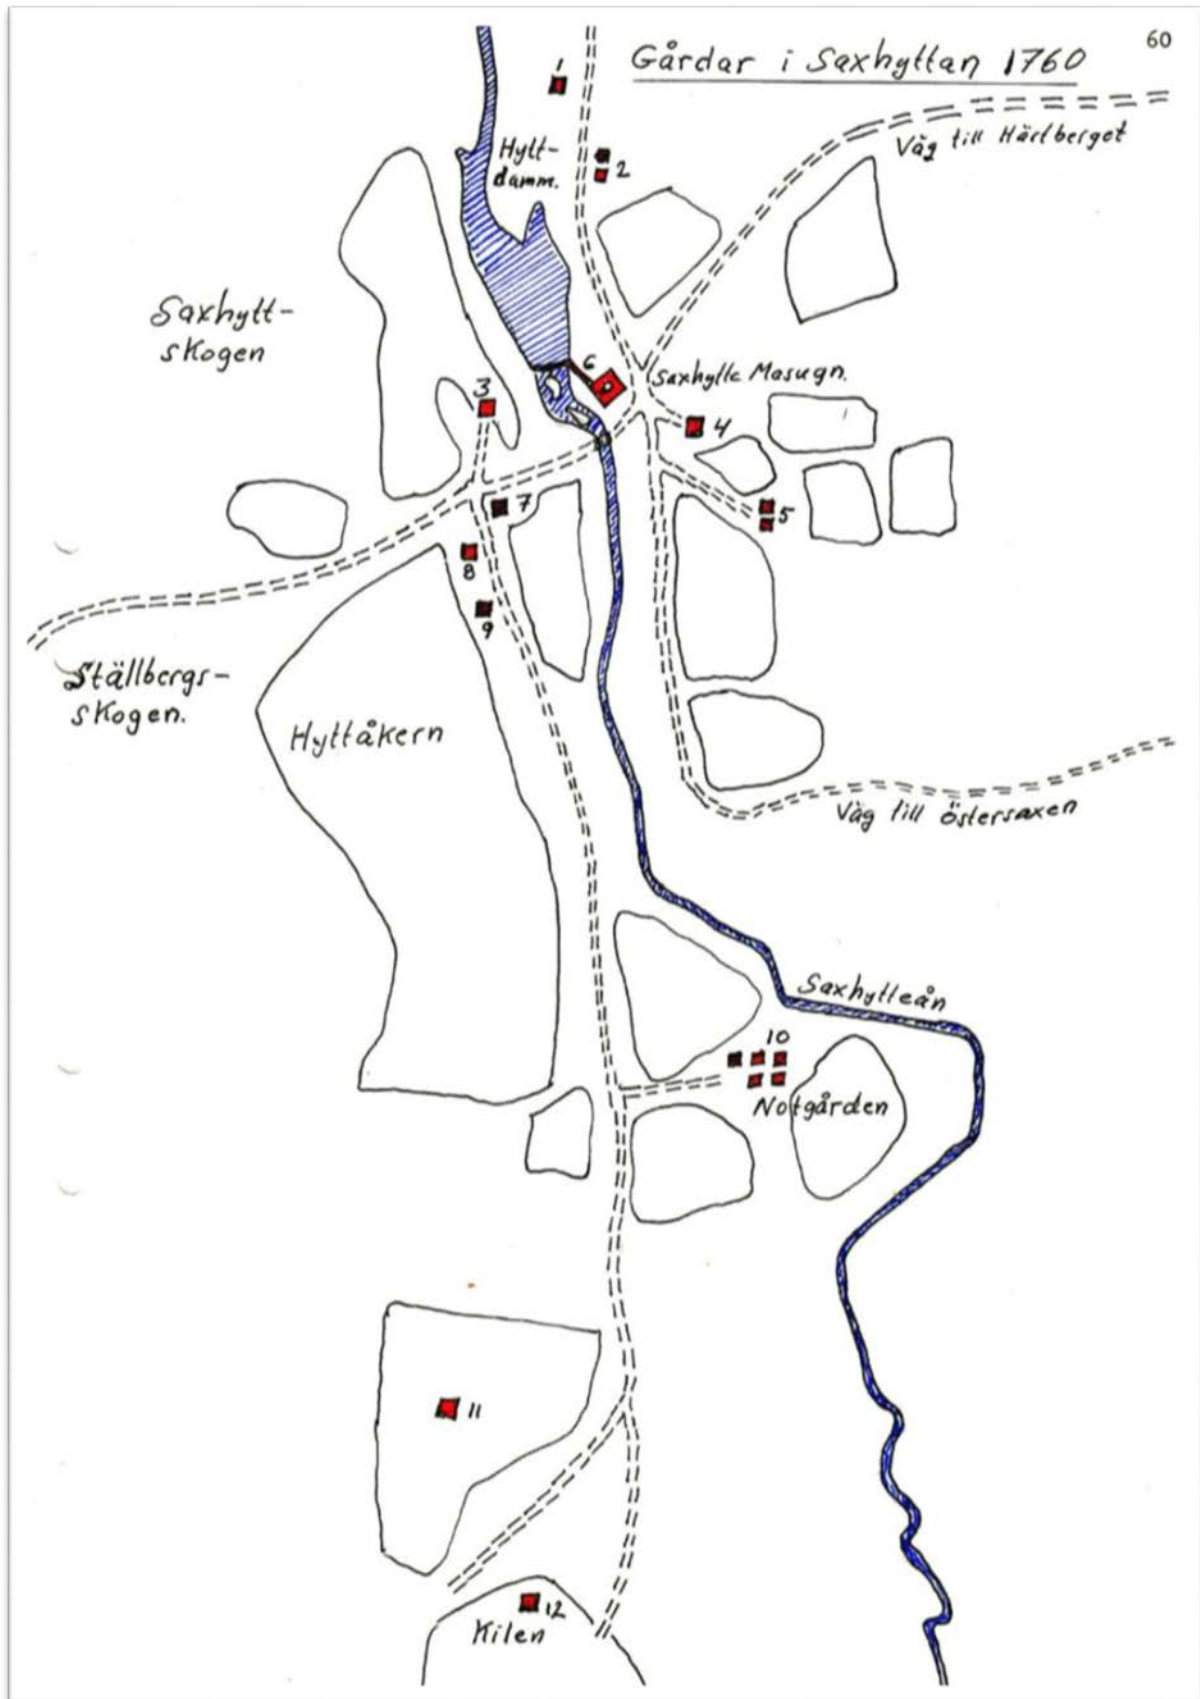 60
Gårdar i Saxhyttan 1760
1
Väg till Härlberget
Hytt-
damm.
2
Saxhytt-
skogen
6
Saxhytte Masugn.
3
4
7
5
8
9
Ställbergs-
skogen.
Hyttåkern
Väg till Östersaxen
Saxhytteån
10
Notgården
11
12
Kilen